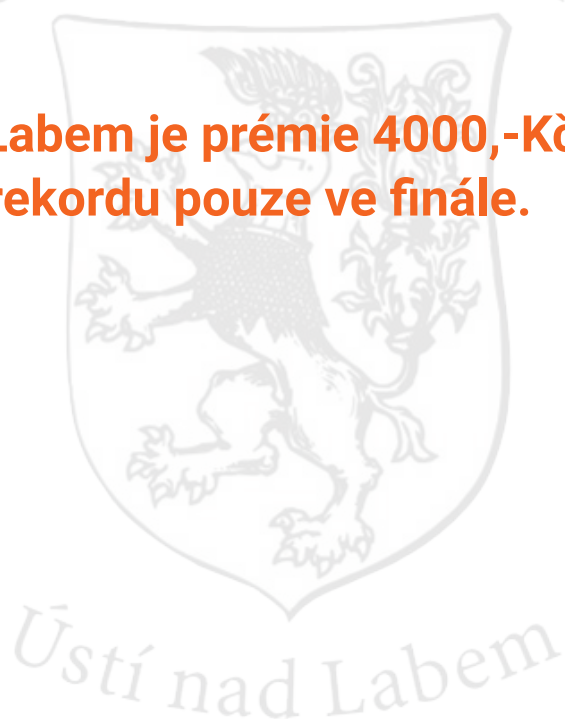 Labem je prémie 4000,-Kč
rekordu pouze ve finále.
Ústí nad Labem